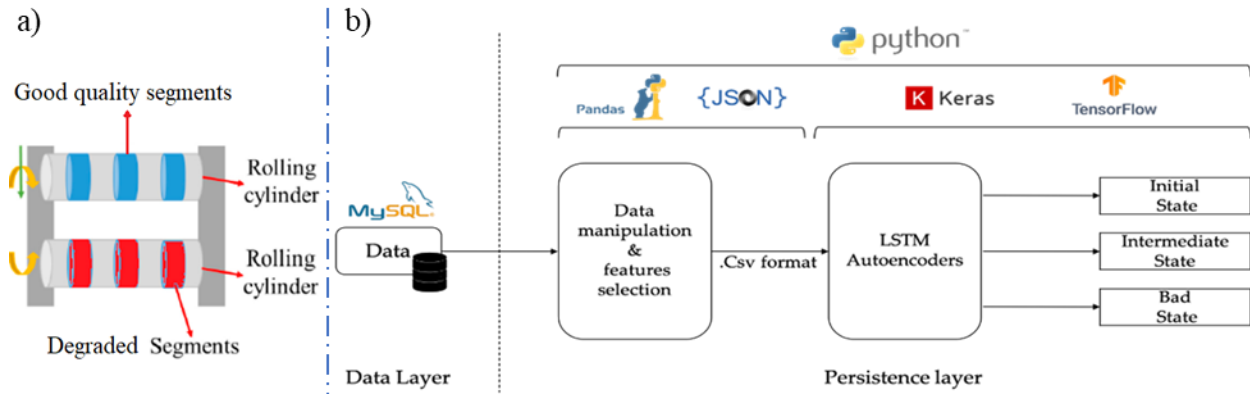 a)
Good quality segments
Rolling
cylinder
Rolling
cylinder
Degraded Segments
b)
python™
Pandas
{JSON}
K Keras
TensorFlow
MySQL®
Data
Data
manipulation
&
features
selection
.Csv format
LSTM
Autoencoders
Initial
State
Intermediate
State
Bad
State
Data Layer
Persistence layer